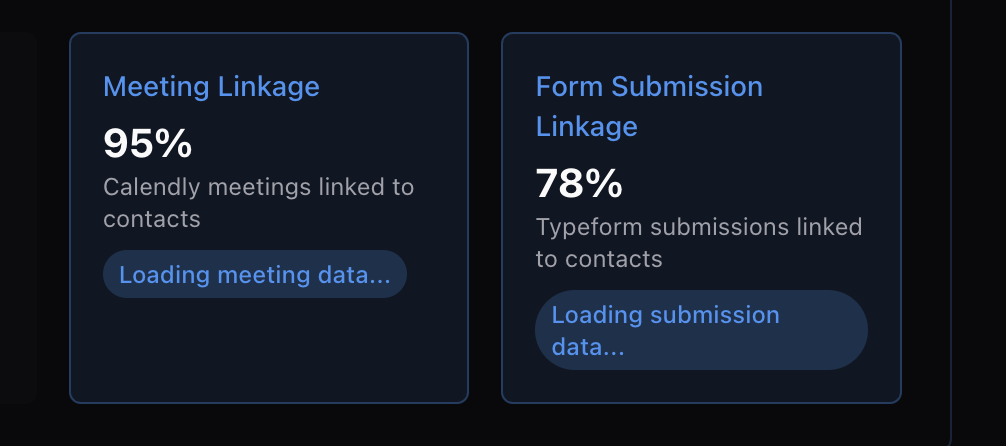 Meeting Linkage
95%
Calendly meetings linked to
contacts
Loading meeting data...
Form Submission
Linkage
78%
Typeform submissions linked
to contacts
Loading submission
data...